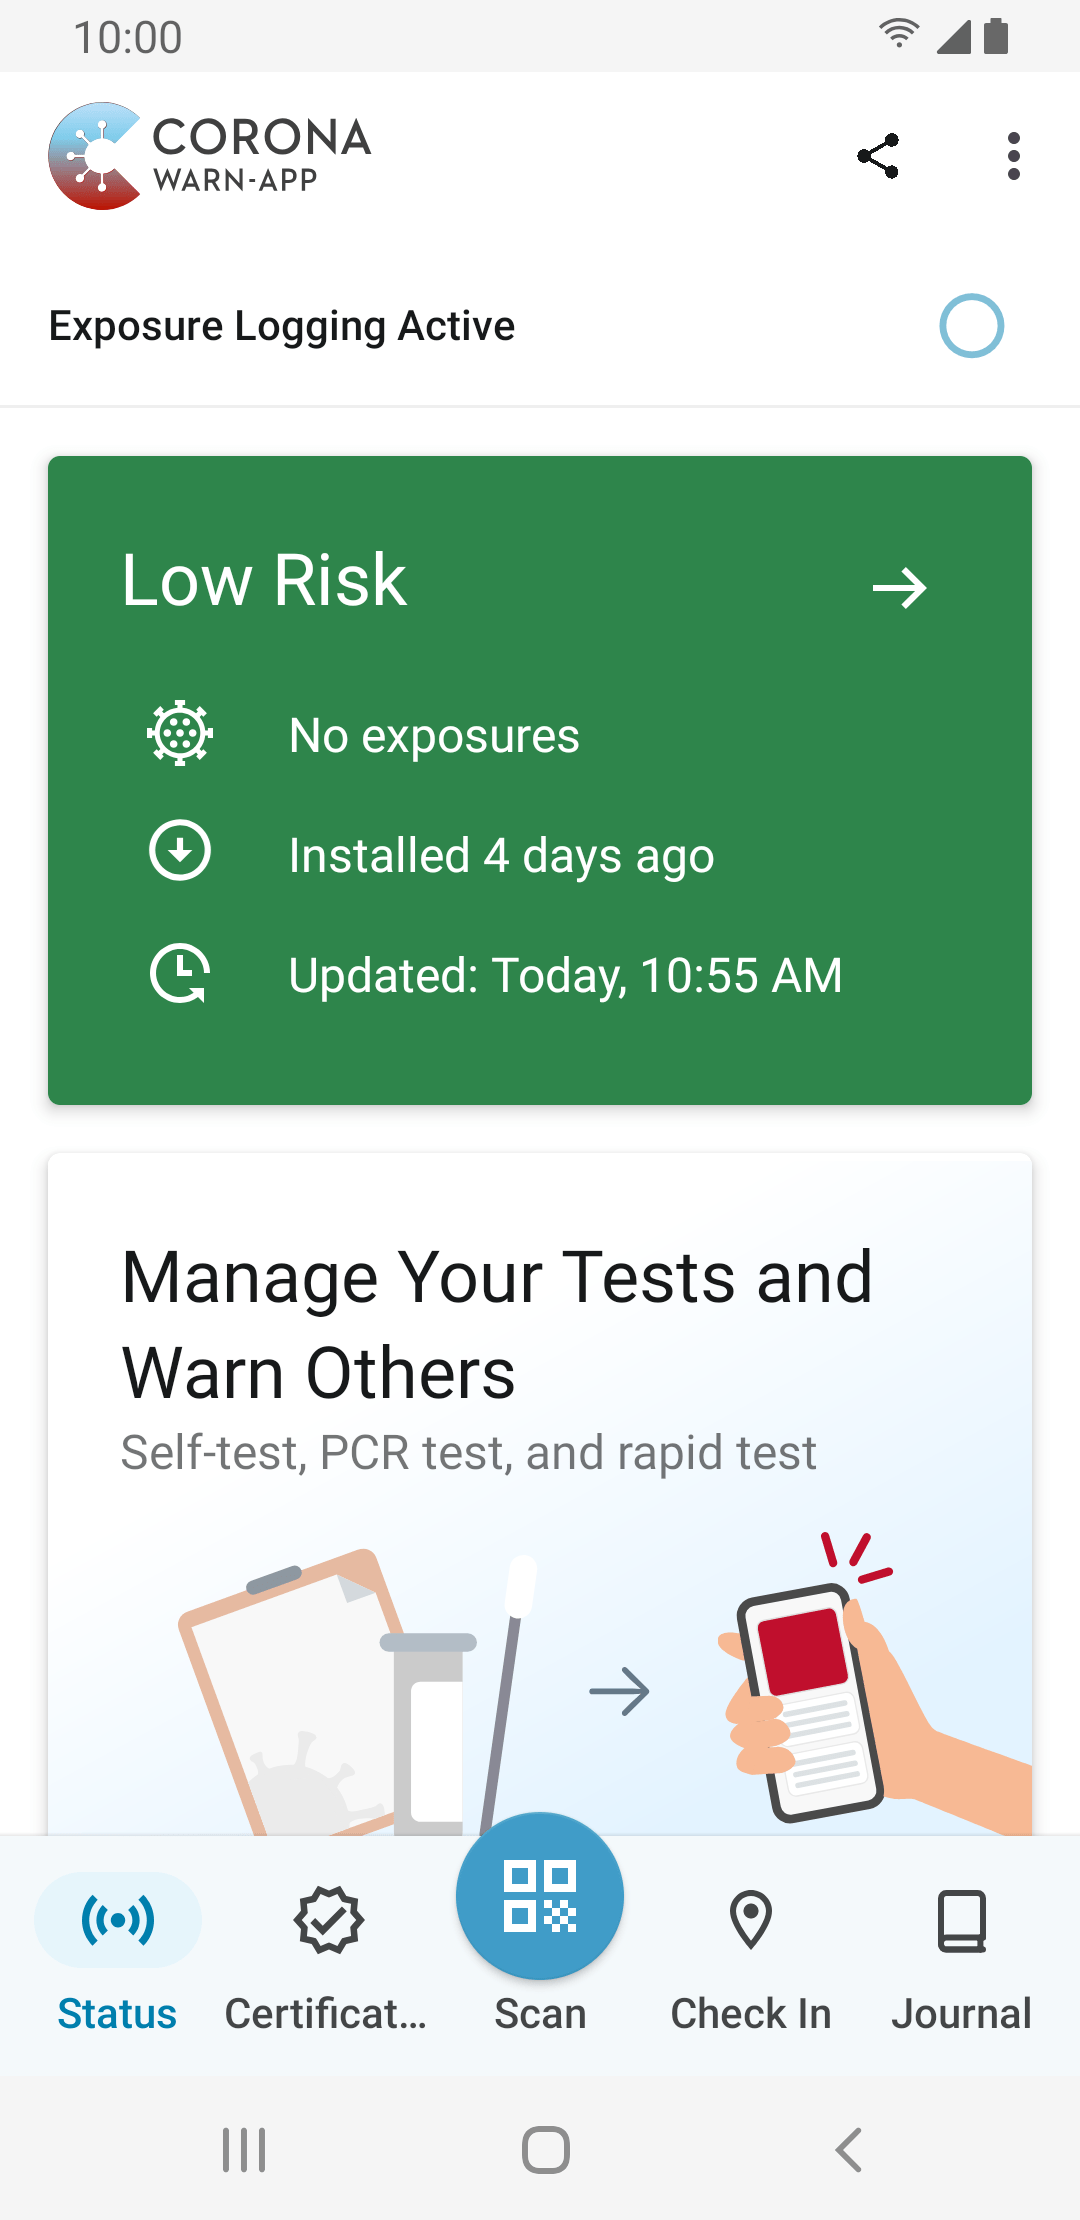 10:00
CORONA
WARN-APP
Exposure Logging Active
Low Risk
No exposures
Installed 4 days ago
Updated: Today, 10:55 AM
Manage Your Tests and
Warn Others
Self-test, PCR test, and rapid test
Status
Certificat...
Scan
Check In
Journal